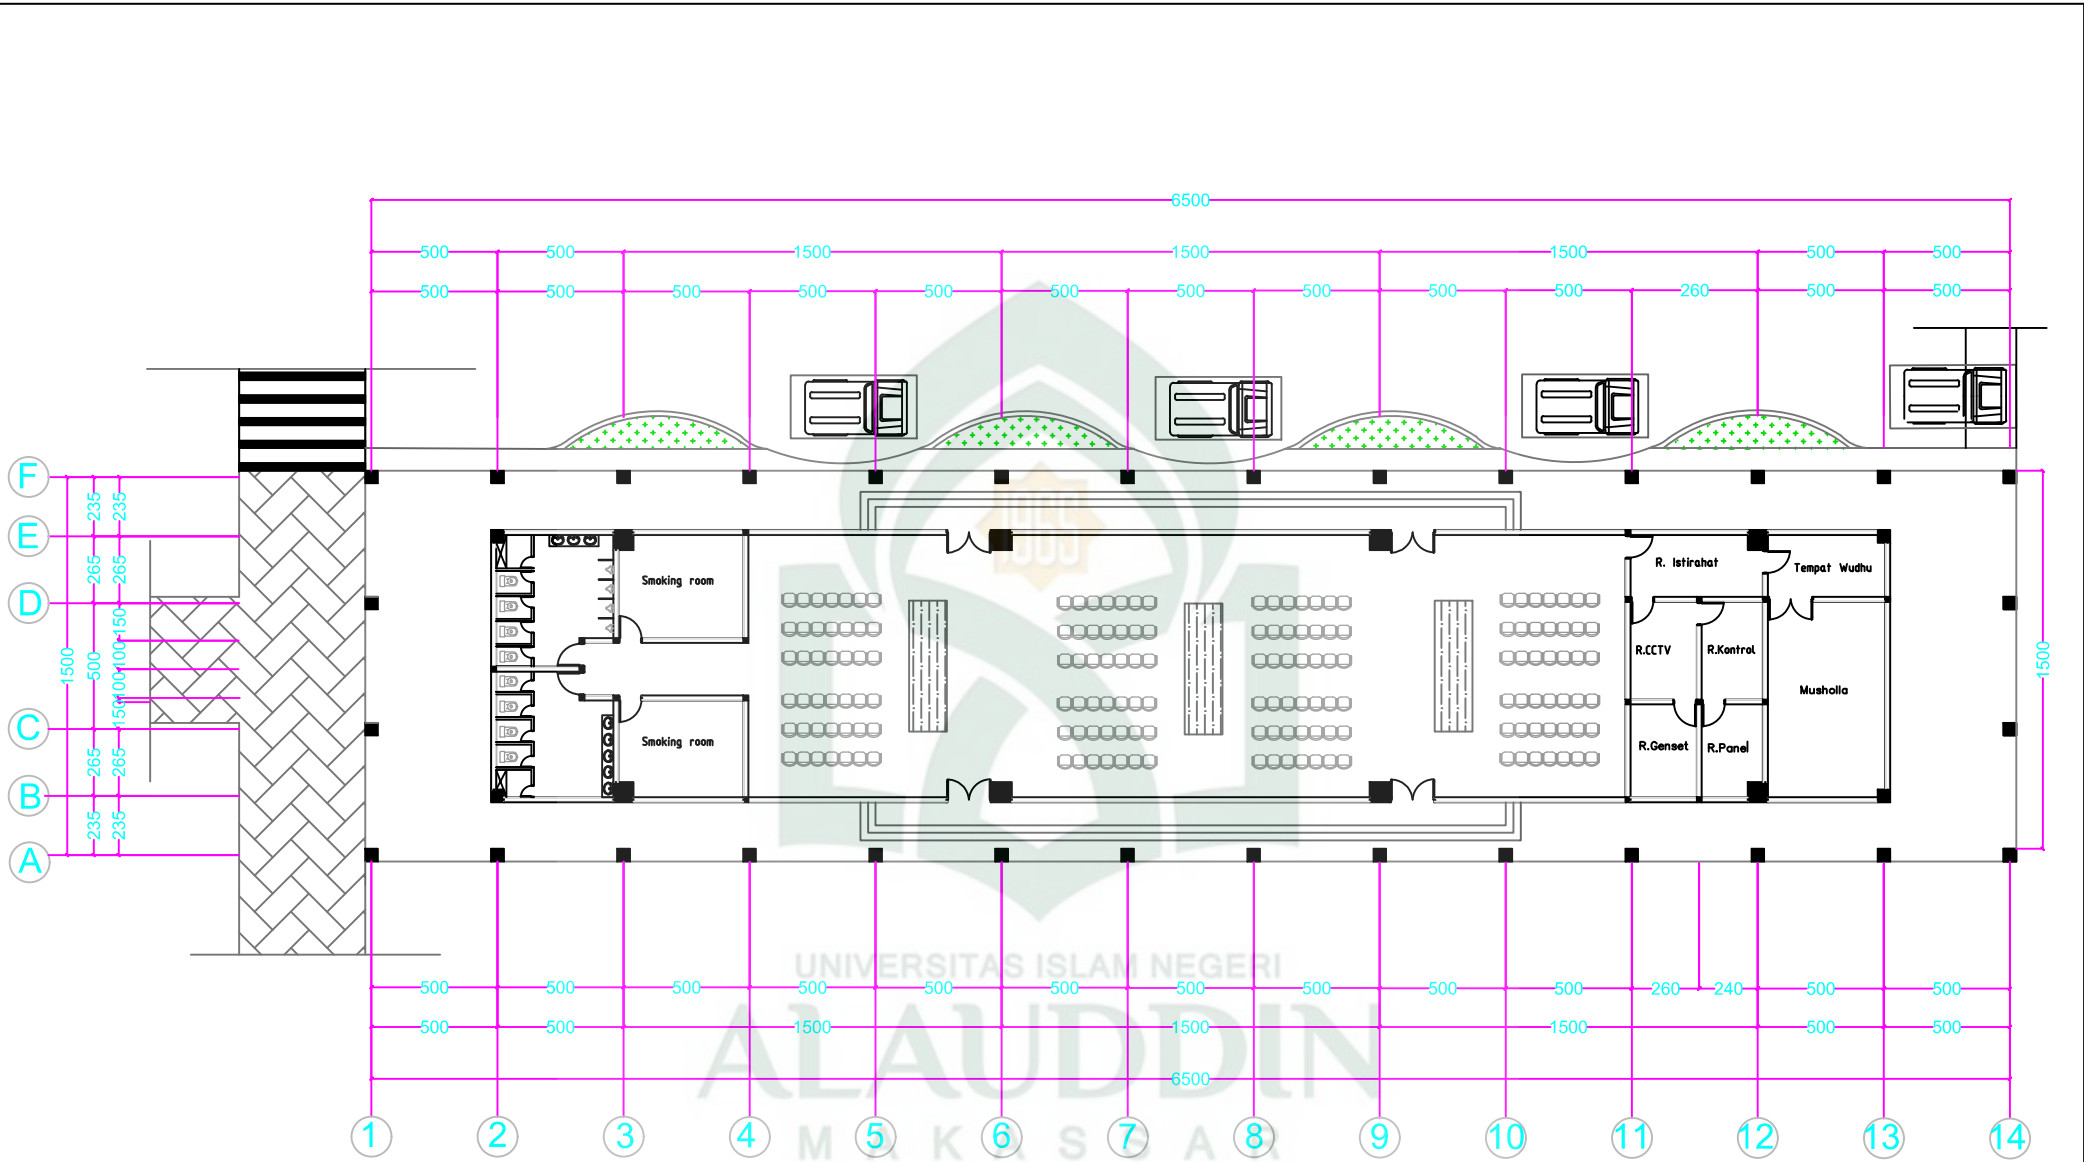 6500
500 500 1500 1500 1500 500 500
500 500 500 500 500 500 500 500 500 500 260 500 500
F
E
D
C
B
A
1500
235 265 500 265 235
235 265 150 100 100 150 265 235
1500
Smoking room
Smoking room
R. Istirahat
Tempat Wudhu
R.CCTV
R.Kontrol
Musholla
R.Genset
R.Panel
1965
UNIVERSITAS ISLAM NEGERI
ALAUDDIN
MAKASSAR
500 500 500 500 500 500 500 500 500 500 260 240 500 500
500 500 1500 1500 1500 500 500
6500
1 2 3 4 5 6 7 8 9 10 11 12 13 14